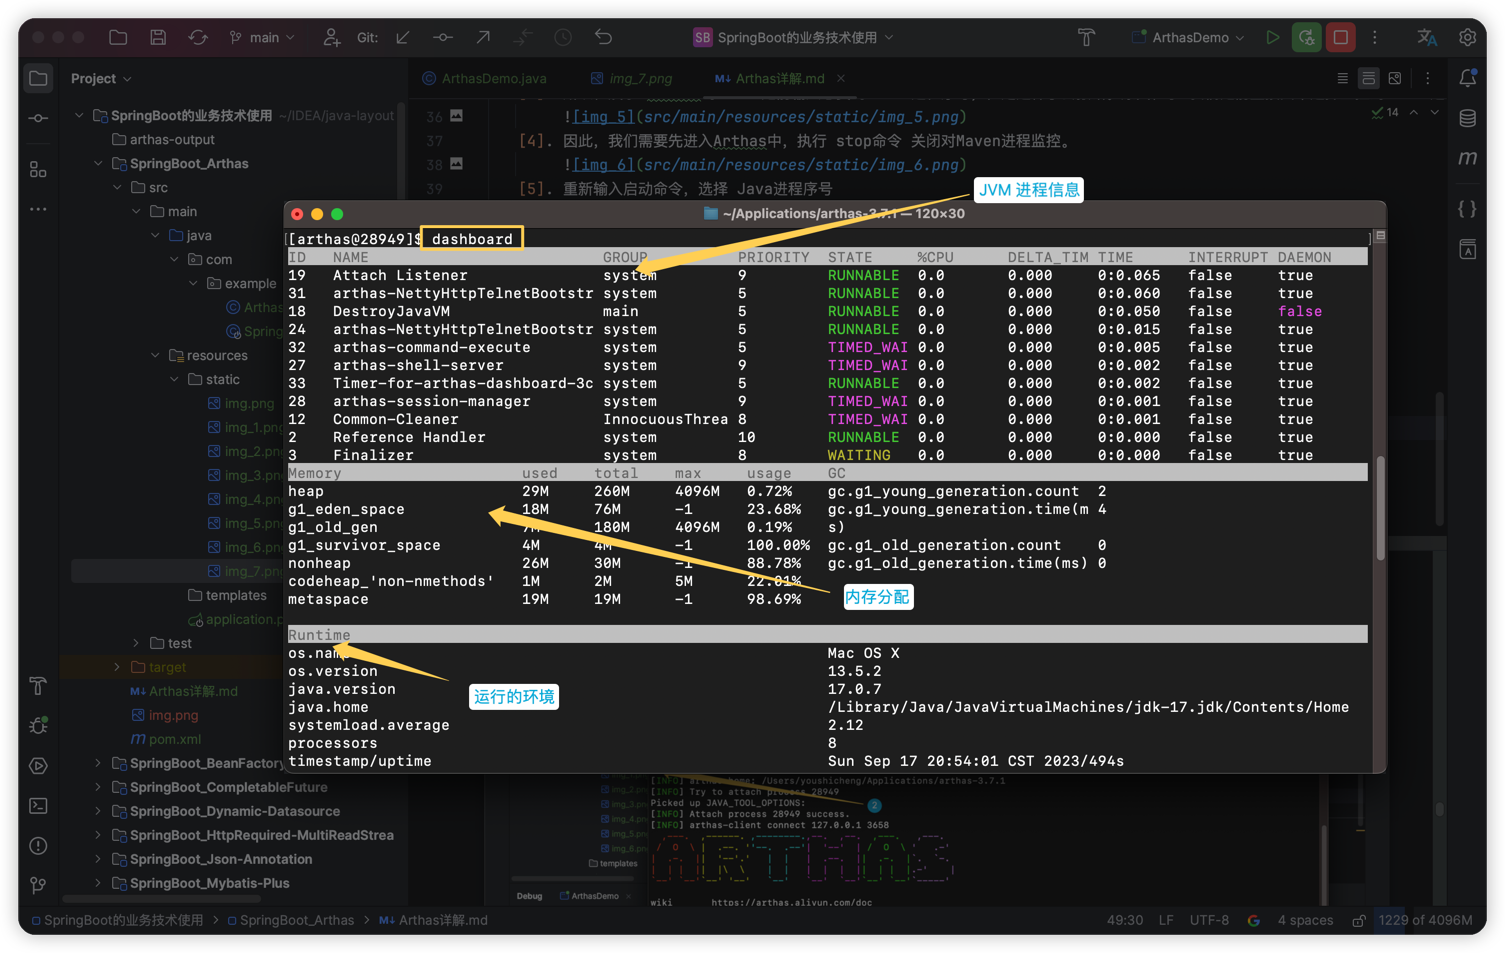 main
Git:
SB SpringBoot的业务技术使用
ArthasDemo
Project
ArthasDemo.java
img_7.png
Arthas详解.md
SpringBoot的业务技术使用 ~/IDEA/java-layout
arthas-output
SpringBoot_Arthas
src
main
java
com
example
Arthas
Spring
resources
static
img.png
img_1.pn
img_2.pn
img_3.pn
img_4.pn
img_5.pn
img_6.pn
img_7.pn
templates
application.p
test
target
Arthas详解.md
img.png
pom.xml
SpringBoot_BeanFactory
SpringBoot_CompletableFuture
SpringBoot_Dynamic-Datasource
SpringBoot_HttpRequired-MultiReadStrea
SpringBoot_Json-Annotation
SpringBoot_Mybatis-Plus
14
36 ![img_5](src/main/resources/static/img_5.png)
37 [4]. 因此，我们需要先进入Arthas中，执行 stop命令 关闭对Maven进程监控。
38 ![img_6](src/main/resources/static/img_6.png)
39 [5]. 重新输入启动命令，选择 Java进程序号
JVM 进程信息
~/Applications/arthas-3.7.1 — 120×30
[arthas@28949]$ dashboard
ID NAME GROUP PRIORITY STATE %CPU DELTA_TIM TIME INTERRUPT DAEMON
19 Attach Listener system 9 RUNNABLE 0.0 0.000 0:0.065 false true
31 arthas-NettyHttpTelnetBootstr system 5 RUNNABLE 0.0 0.000 0:0.060 false true
18 DestroyJavaVM main 5 RUNNABLE 0.0 0.000 0:0.050 false false
24 arthas-NettyHttpTelnetBootstr system 5 RUNNABLE 0.0 0.000 0:0.015 false true
32 arthas-command-execute system 5 TIMED_WAI 0.0 0.000 0:0.005 false true
27 arthas-shell-server system 9 TIMED_WAI 0.0 0.000 0:0.002 false true
33 Timer-for-arthas-dashboard-3c system 5 RUNNABLE 0.0 0.000 0:0.002 false true
28 arthas-session-manager system 9 TIMED_WAI 0.0 0.000 0:0.001 false true
12 Common-Cleaner InnocuousThrea 8 TIMED_WAI 0.0 0.000 0:0.001 false true
2 Reference Handler system 10 RUNNABLE 0.0 0.000 0:0.000 false true
3 Finalizer system 8 WAITING 0.0 0.000 0:0.000 false true
Memory used total max usage GC
heap 29M 260M 4096M 0.72% gc.g1_young_generation.count 2
g1_eden_space 18M 76M -1 23.68% gc.g1_young_generation.time(m 4
g1_old_gen 7M 180M 4096M 0.19% s)
g1_survivor_space 4M 4M -1 100.00% gc.g1_old_generation.count 0
nonheap 26M 30M -1 88.78% gc.g1_old_generation.time(ms) 0
codeheap_'non-nmethods' 1M 2M 5M 22.01%
metaspace 19M 19M -1 98.69%
内存分配
Runtime
os.name Mac OS X
os.version 13.5.2
java.version 17.0.7
java.home /Library/Java/JavaVirtualMachines/jdk-17.jdk/Contents/Home
systemload.average 2.12
processors 8
timestamp/uptime Sun Sep 17 20:54:01 CST 2023/494s
运行的环境
[INFO] arthas home: /Users/youshicheng/Applications/arthas-3.7.1
[INFO] Try to attach process 28949
Picked up JAVA_TOOL_OPTIONS:
[INFO] Attach process 28949 success.
[INFO] arthas-client connect 127.0.0.1 3658
2
img_2.pn
img_3.pn
img_4.pn
img_5.pn
img_6.pn
templates
ARTHAS
Debug ArthasDemo
wiki https://arthas.aliyun.com/doc
SpringBoot的业务技术使用 > SpringBoot_Arthas > Arthas详解.md
49:30 LF UTF-8 4 spaces 1229 of 4096M